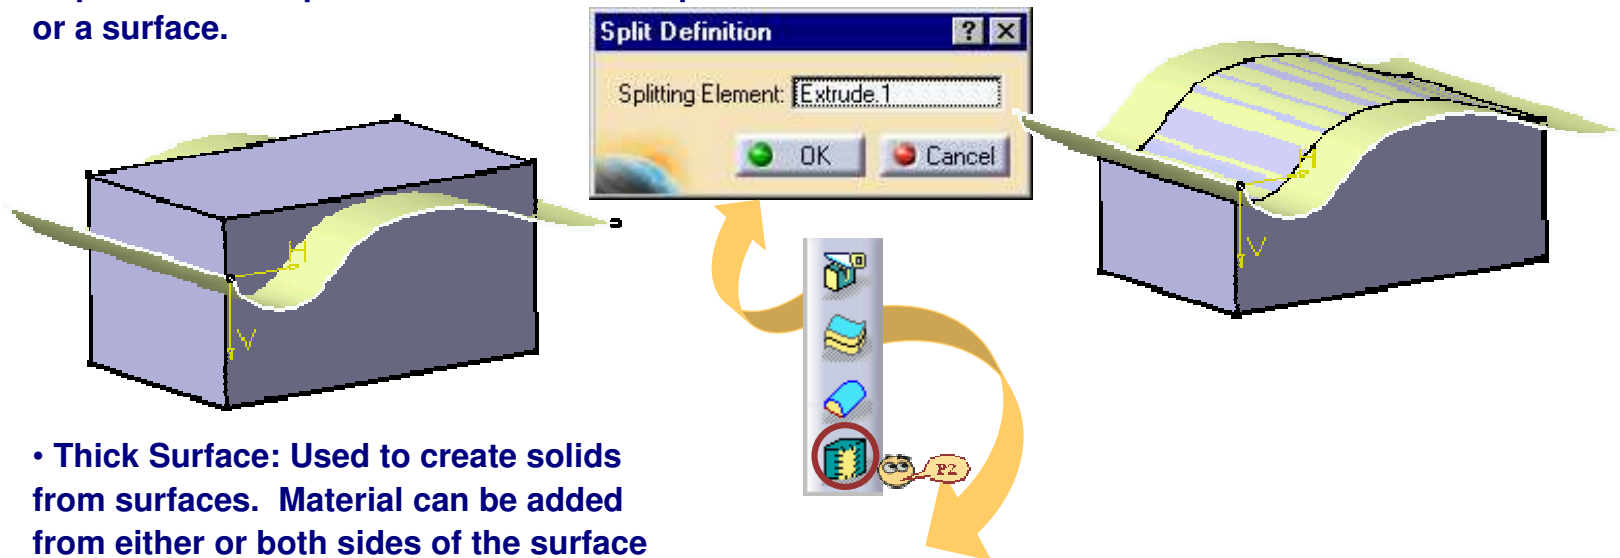 or a surface.
Split Definition
Splitting Element: Extrude.1
OK Cancel
H
V
H
V
P2
• Thick Surface: Used to create solids
from surfaces. Material can be added
from either or both sides of the surface